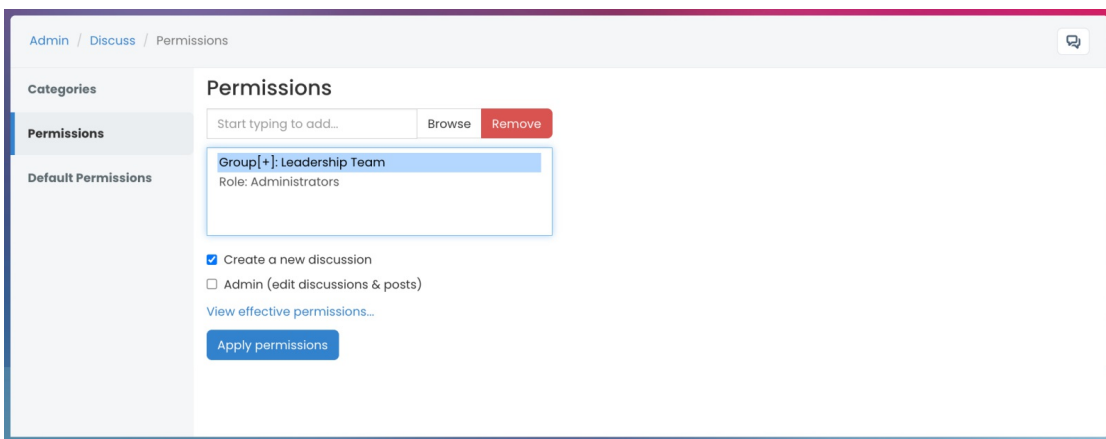 Admin / Discuss / Permissions
Categories
Permissions
Default Permissions
Permissions
Start typing to add...
Browse
Remove
Group[+]: Leadership Team
Role: Administrators
Create a new discussion
Admin (edit discussions & posts)
View effective permissions...
Apply permissions